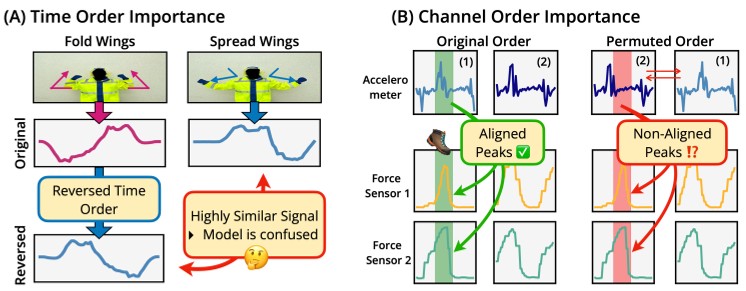 (A) Time Order Importance
Fold Wings
Spread Wings
Original
Reversed Time
Order
Reversed
Highly Similar Signal
‣ Model is confused
🤔
(B) Channel Order Importance
Original Order
Permuted Order
Accelero
meter
(1)
(2)
(2)
(1)
Aligned
Peaks ✅
Non-Aligned
Peaks ⁉
Force
Sensor 1
Force
Sensor 2